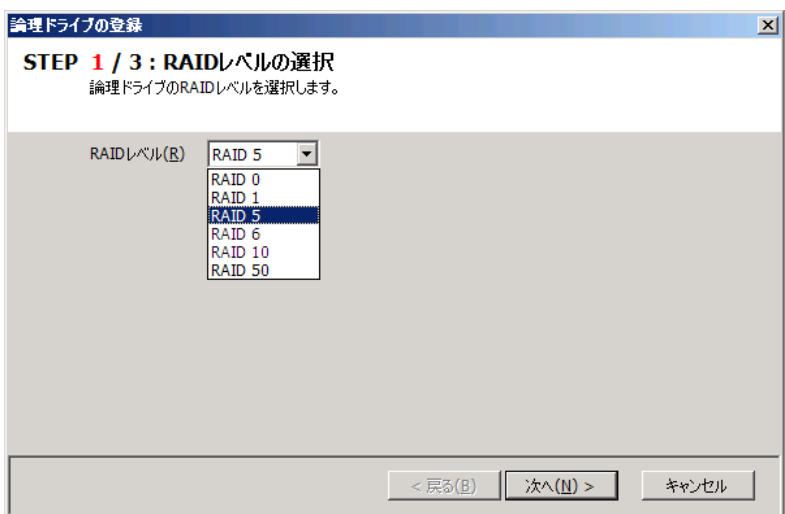 論理ドライブの登録
STEP 1 / 3 : RAIDレベルの選択
論理ドライブのRAIDレベルを選択します。
RAIDレベル(R) RAID 5
RAID 0
RAID 1
RAID 5
RAID 6
RAID 10
RAID 50
< 戻る(B) 次へ(N) > キャンセル